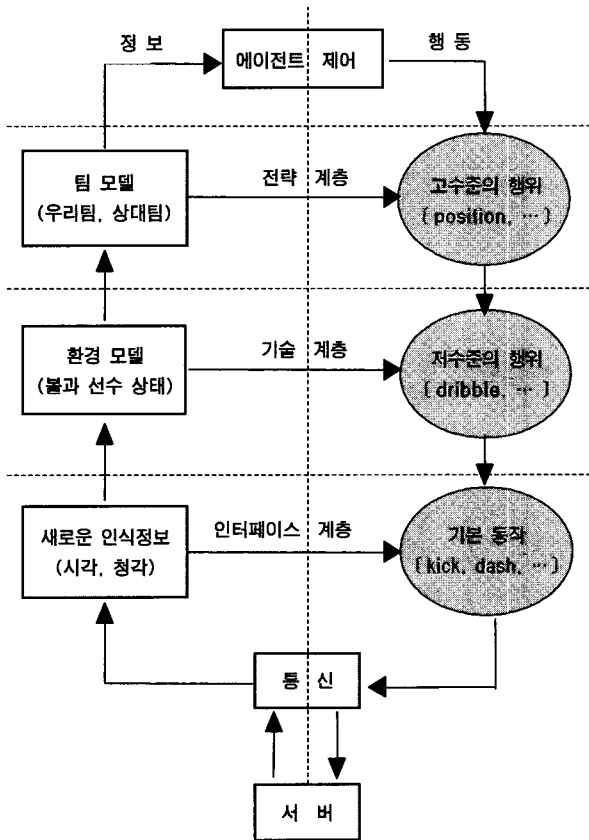 정 보
에이전트 제어
행 동
팀 모델
(우리팀, 상대팀)
전략 계층
고수준의 행위
( position, … )
환경 모델
(볼과 선수 상태)
기술 계층
저수준의 행위
( dribble, … )
새로운 인식정보
(시각, 청각)
인터페이스 계층
기본 동작
( kick, dash, … )
통 신
서 버